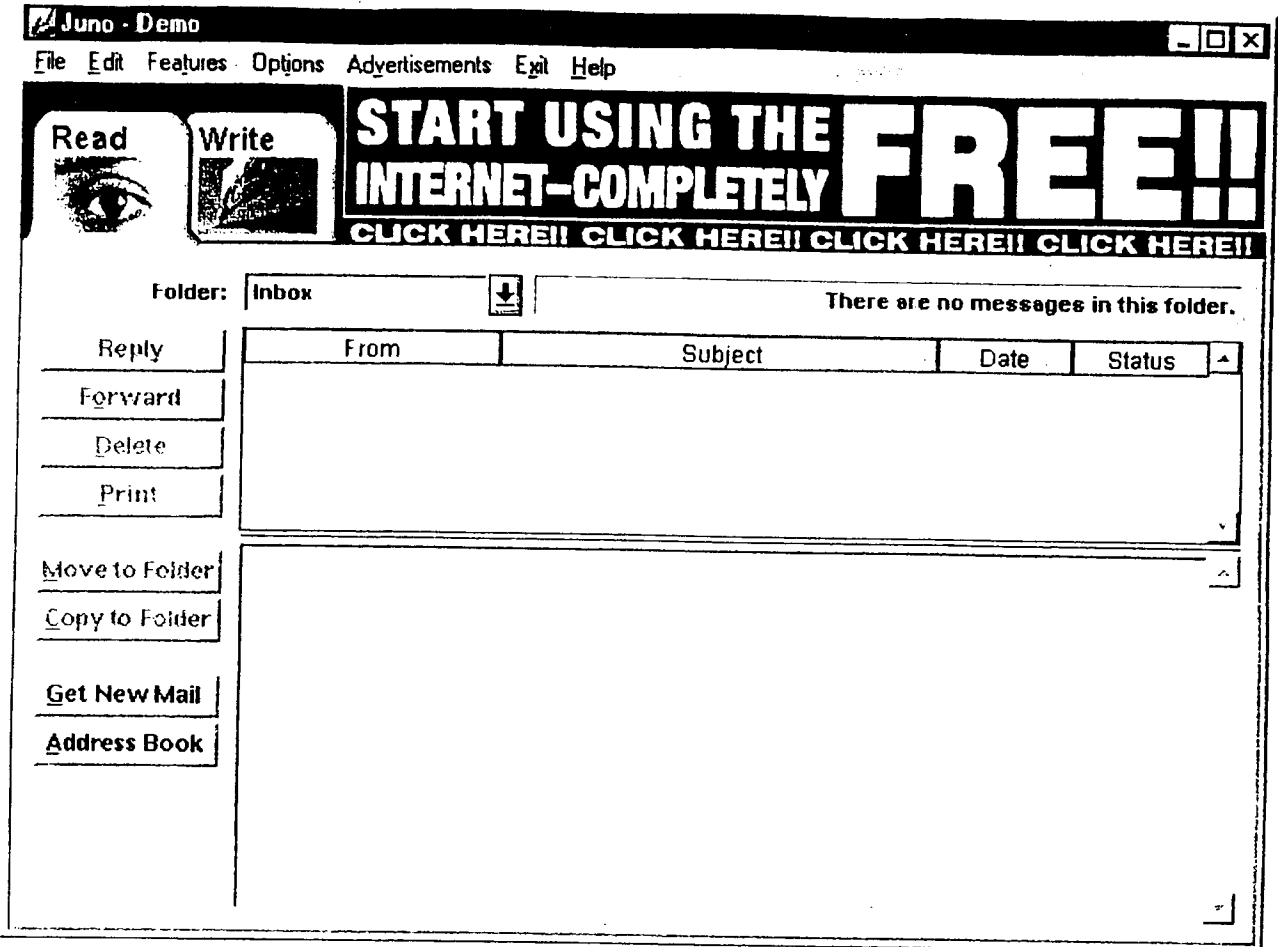 Juno - Demo
File Edit Features Options Advertisements Exit Help
Read Write
START USING THE
INTERNET-COMPLETELY
FREE!!
CLICK HERE!! CLICK HERE!! CLICK HERE!! CLICK HERE!!
Folder: Inbox There are no messages in this folder.
From Subject Date Status
Reply
Forward
Delete
Print
Move to Folder
Copy to Folder
Get New Mail
Address Book